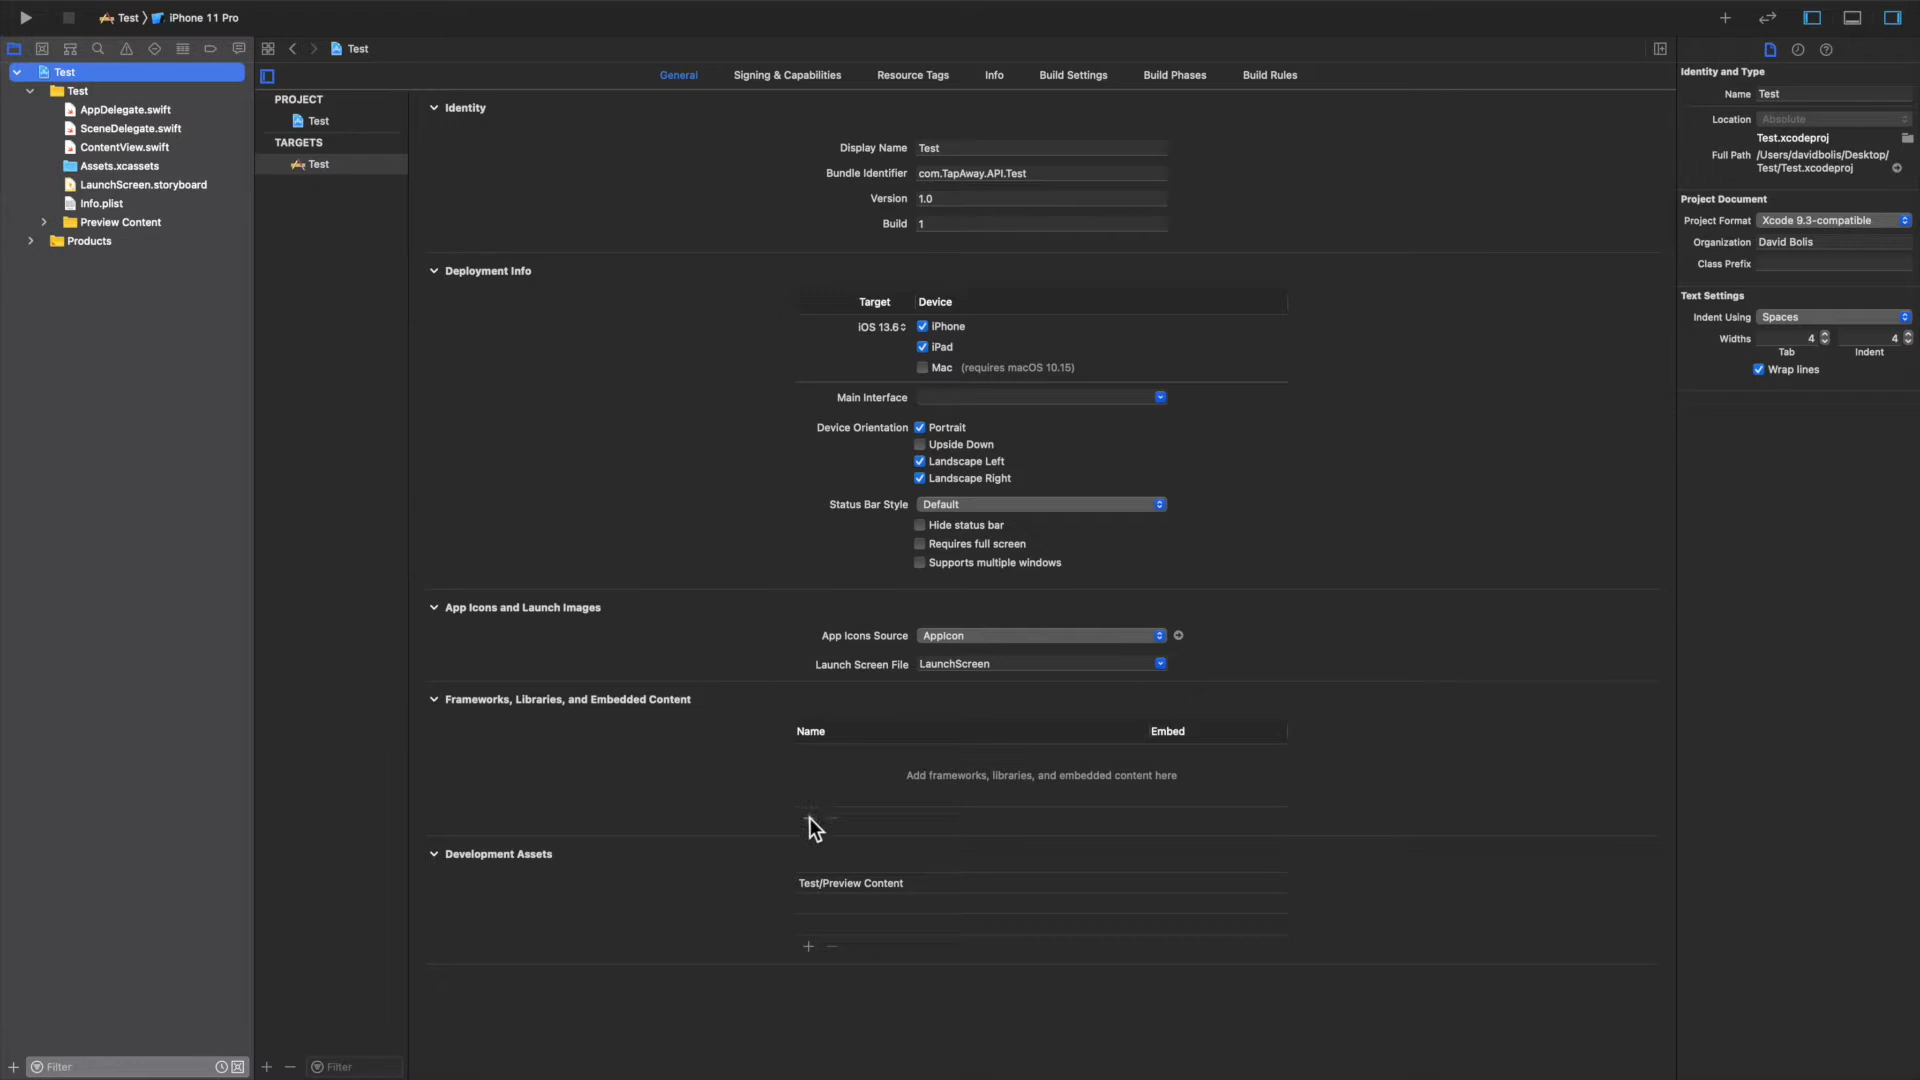 Test iPhone 11 Pro
Test
Test
Test
AppDelegate.swift
SceneDelegate.swift
ContentView.swift
Assets.xcassets
LaunchScreen.storyboard
Info.plist
Preview Content
Products
Filter
General
Signing & Capabilities
Resource Tags
Info
Build Settings
Build Phases
Build Rules
PROJECT
Test
TARGETS
Test
Filter
Identity
Display Name Test
Bundle Identifier com.TapAway.API.Test
Version 1.0
Build 1
Deployment Info
Target Device
iOS 13.6 iPhone
iPad
Mac (requires macOS 10.15)
Main Interface
Device Orientation Portrait
Upside Down
Landscape Left
Landscape Right
Status Bar Style Default
Hide status bar
Requires full screen
Supports multiple windows
App Icons and Launch Images
App Icons Source AppIcon
Launch Screen File LaunchScreen
Frameworks, Libraries, and Embedded Content
Name Embed
Add frameworks, libraries, and embedded content here
Development Assets
Test/Preview Content
Identity and Type
Name Test
Location Absolute
Test.xcodeproj
Full Path /Users/davidbolis/Desktop/
Test/Test.xcodeproj
Project Document
Project Format Xcode 9.3-compatible
Organization David Bolis
Class Prefix
Text Settings
Indent Using Spaces
Widths 4 4
Tab Indent
Wrap lines